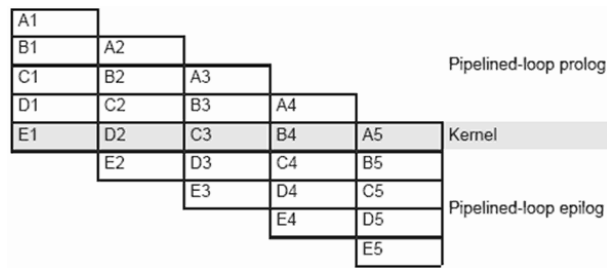 A1
B1 A2
Pipelined-loop prolog
C1 B2 A3
D1 C2 B3 A4
E1 D2 C3 B4 A5 Kernel
E2 D3 C4 B5
E3 D4 C5
Pipelined-loop epilog
E4 D5
E5